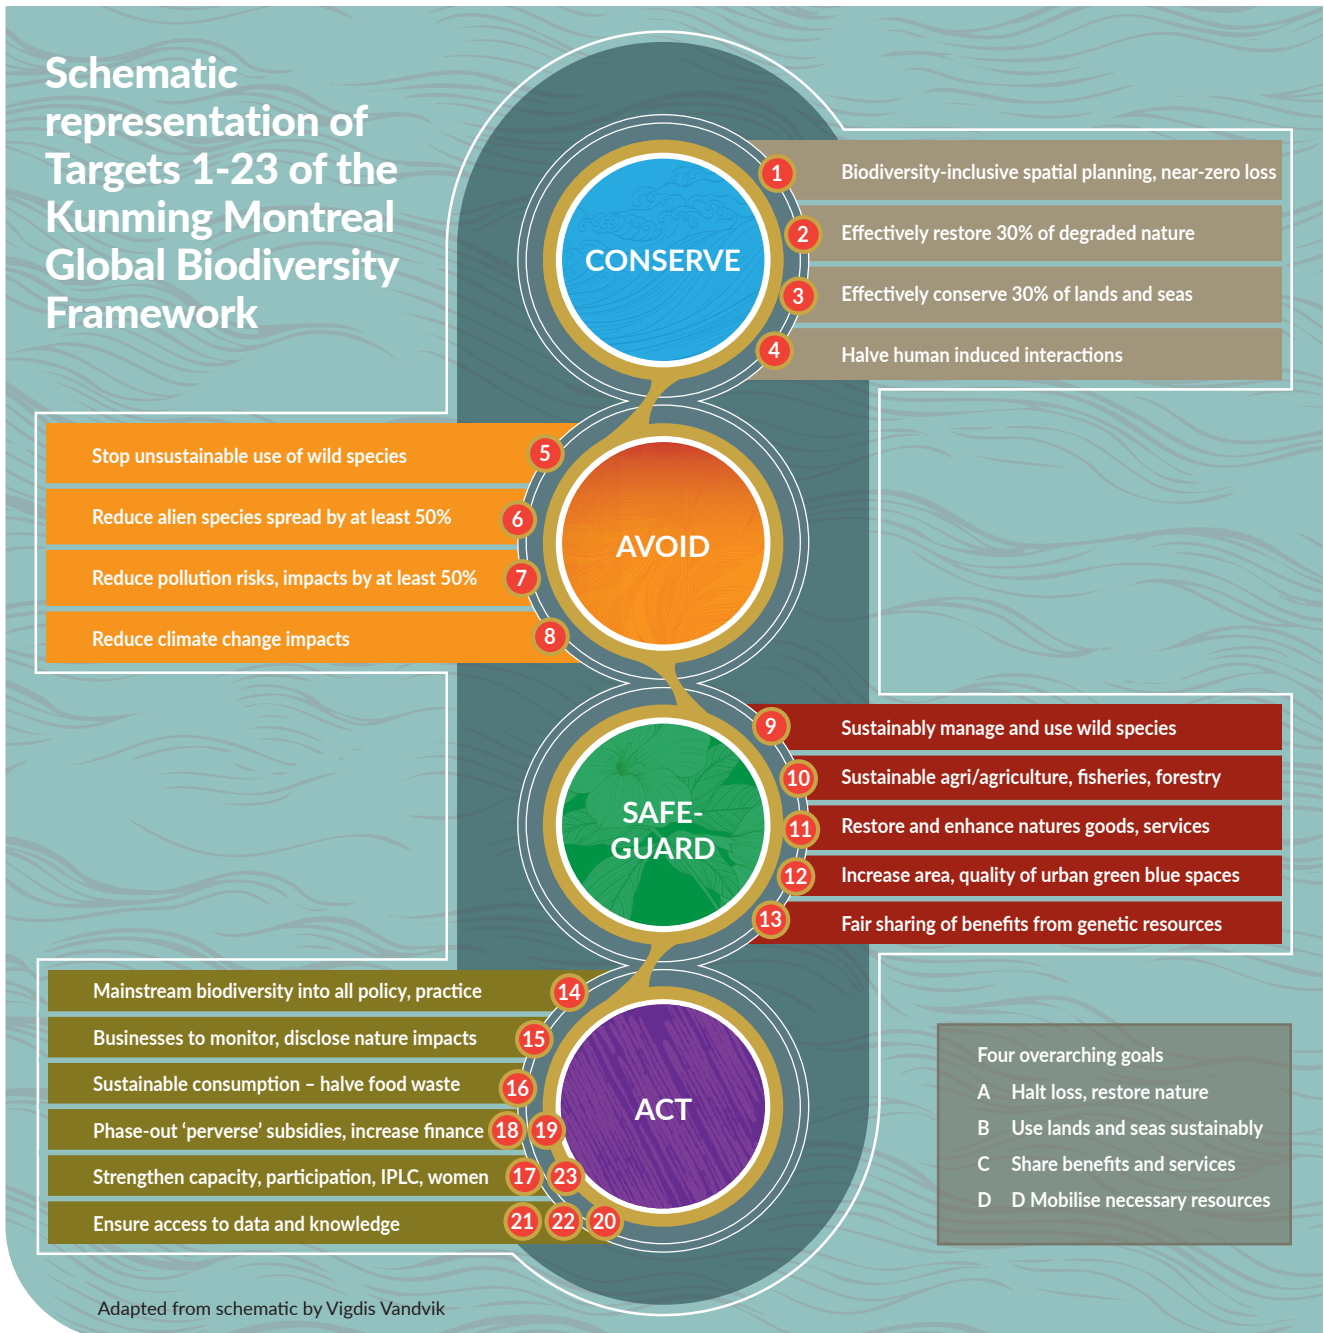 Schematic
representation of
Targets 1-23 of the
Kunming Montreal
Global Biodiversity
Framework
CONSERVE
1 Biodiversity-inclusive spatial planning, near-zero loss
2 Effectively restore 30% of degraded nature
3 Effectively conserve 30% of lands and seas
4 Halve human induced interactions
AVOID
Stop unsustainable use of wild species 5
Reduce alien species spread by at least 50% 6
Reduce pollution risks, impacts by at least 50% 7
Reduce climate change impacts 8
SAFE-
GUARD
9 Sustainably manage and use wild species
10 Sustainable agri/agriculture, fisheries, forestry
11 Restore and enhance natures goods, services
12 Increase area, quality of urban green blue spaces
13 Fair sharing of benefits from genetic resources
ACT
Mainstream biodiversity into all policy, practice 14
Businesses to monitor, disclose nature impacts 15
Sustainable consumption – halve food waste 16
Phase-out ‘perverse’ subsidies, increase finance 18 19
Strengthen capacity, participation, IPLC, women 17 23
Ensure access to data and knowledge 21 22 20
Four overarching goals
A Halt loss, restore nature
B Use lands and seas sustainably
C Share benefits and services
D D Mobilise necessary resources
Adapted from schematic by Vigdis Vandvik